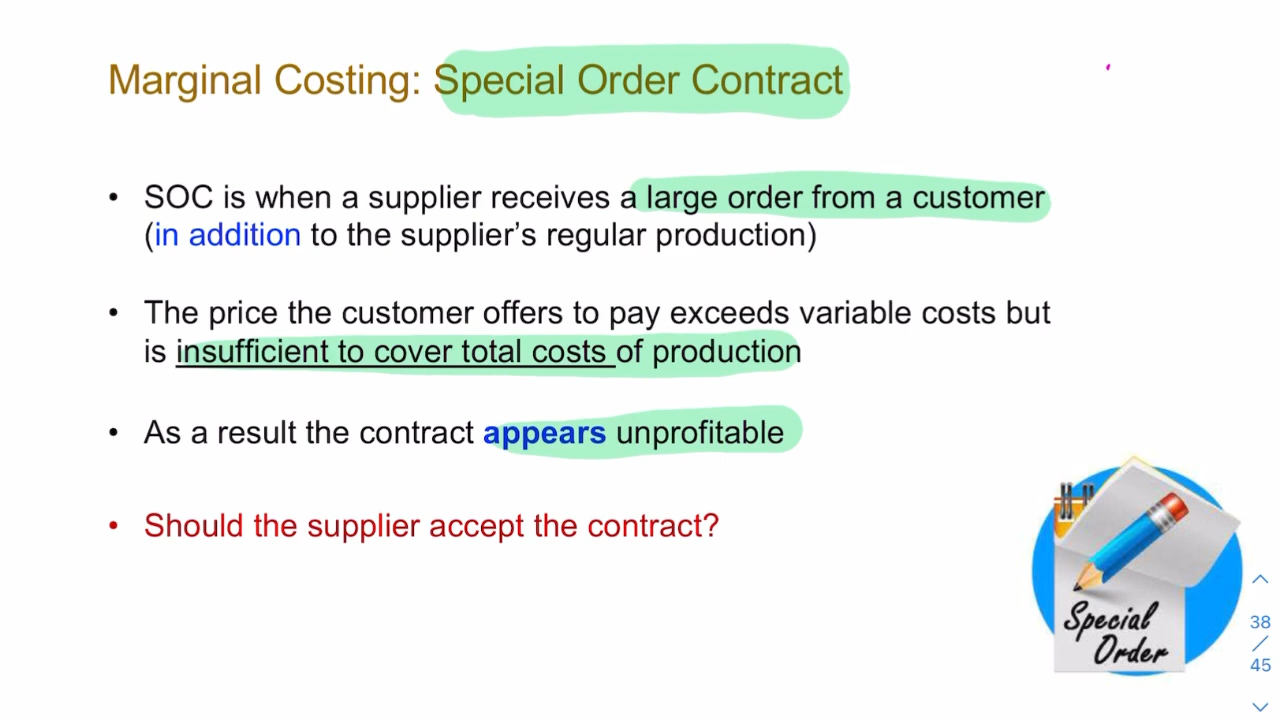 Marginal Costing: Special Order Contract
• SOC is when a supplier receives a large order from a customer
(in addition to the supplier’s regular production)
• The price the customer offers to pay exceeds variable costs but
is insufficient to cover total costs of production
• As a result the contract appears unprofitable
• Should the supplier accept the contract?
Special
Order
38
/
45